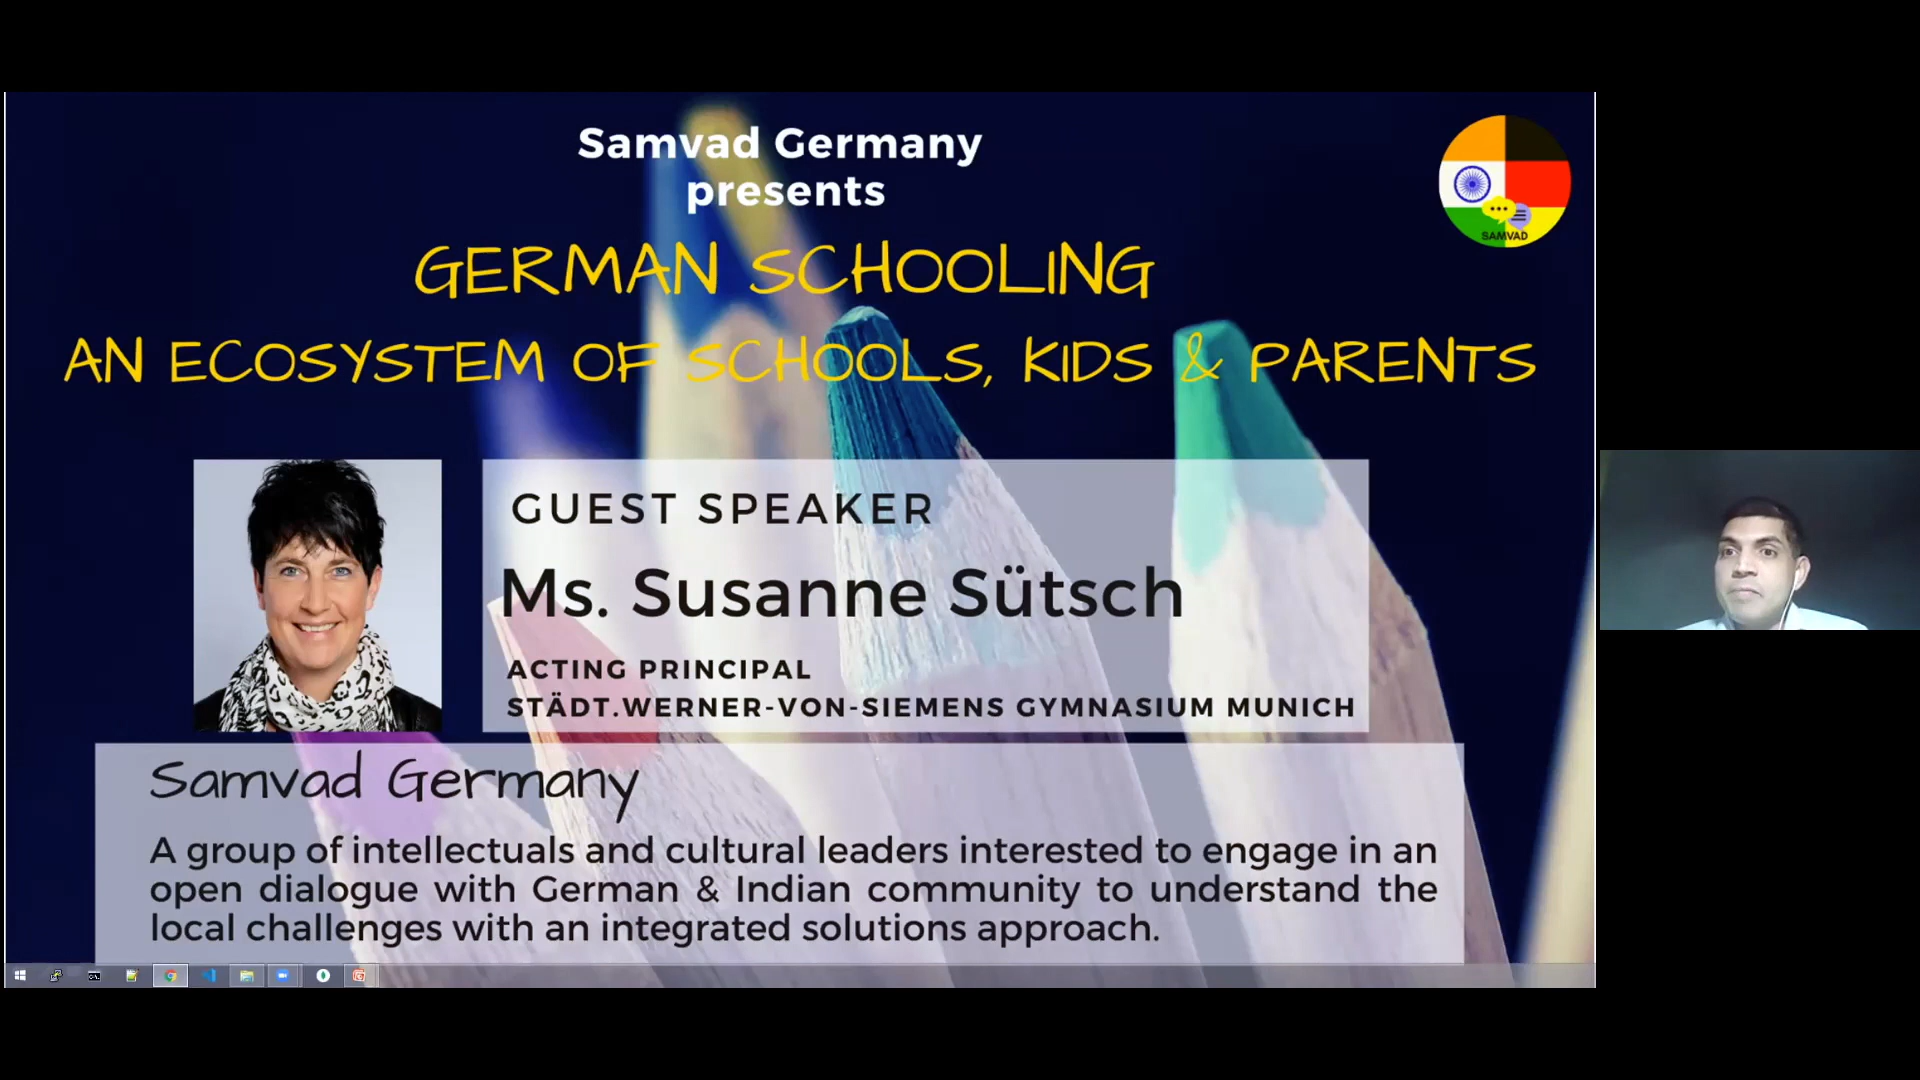 Samvad Germany
presents
GERMAN SCHOOLING
AN ECOSYSTEM OF SCHOOLS, KIDS & PARENTS
SAMVAD
GUEST SPEAKER
Ms. Susanne Sütsch
ACTING PRINCIPAL
STÄDT.WERNER-VON-SIEMENS GYMNASIUM MUNICH
Samvad Germany
A group of intellectuals and cultural leaders interested to engage in an
open dialogue with German & Indian community to understand the
local challenges with an integrated solutions approach.